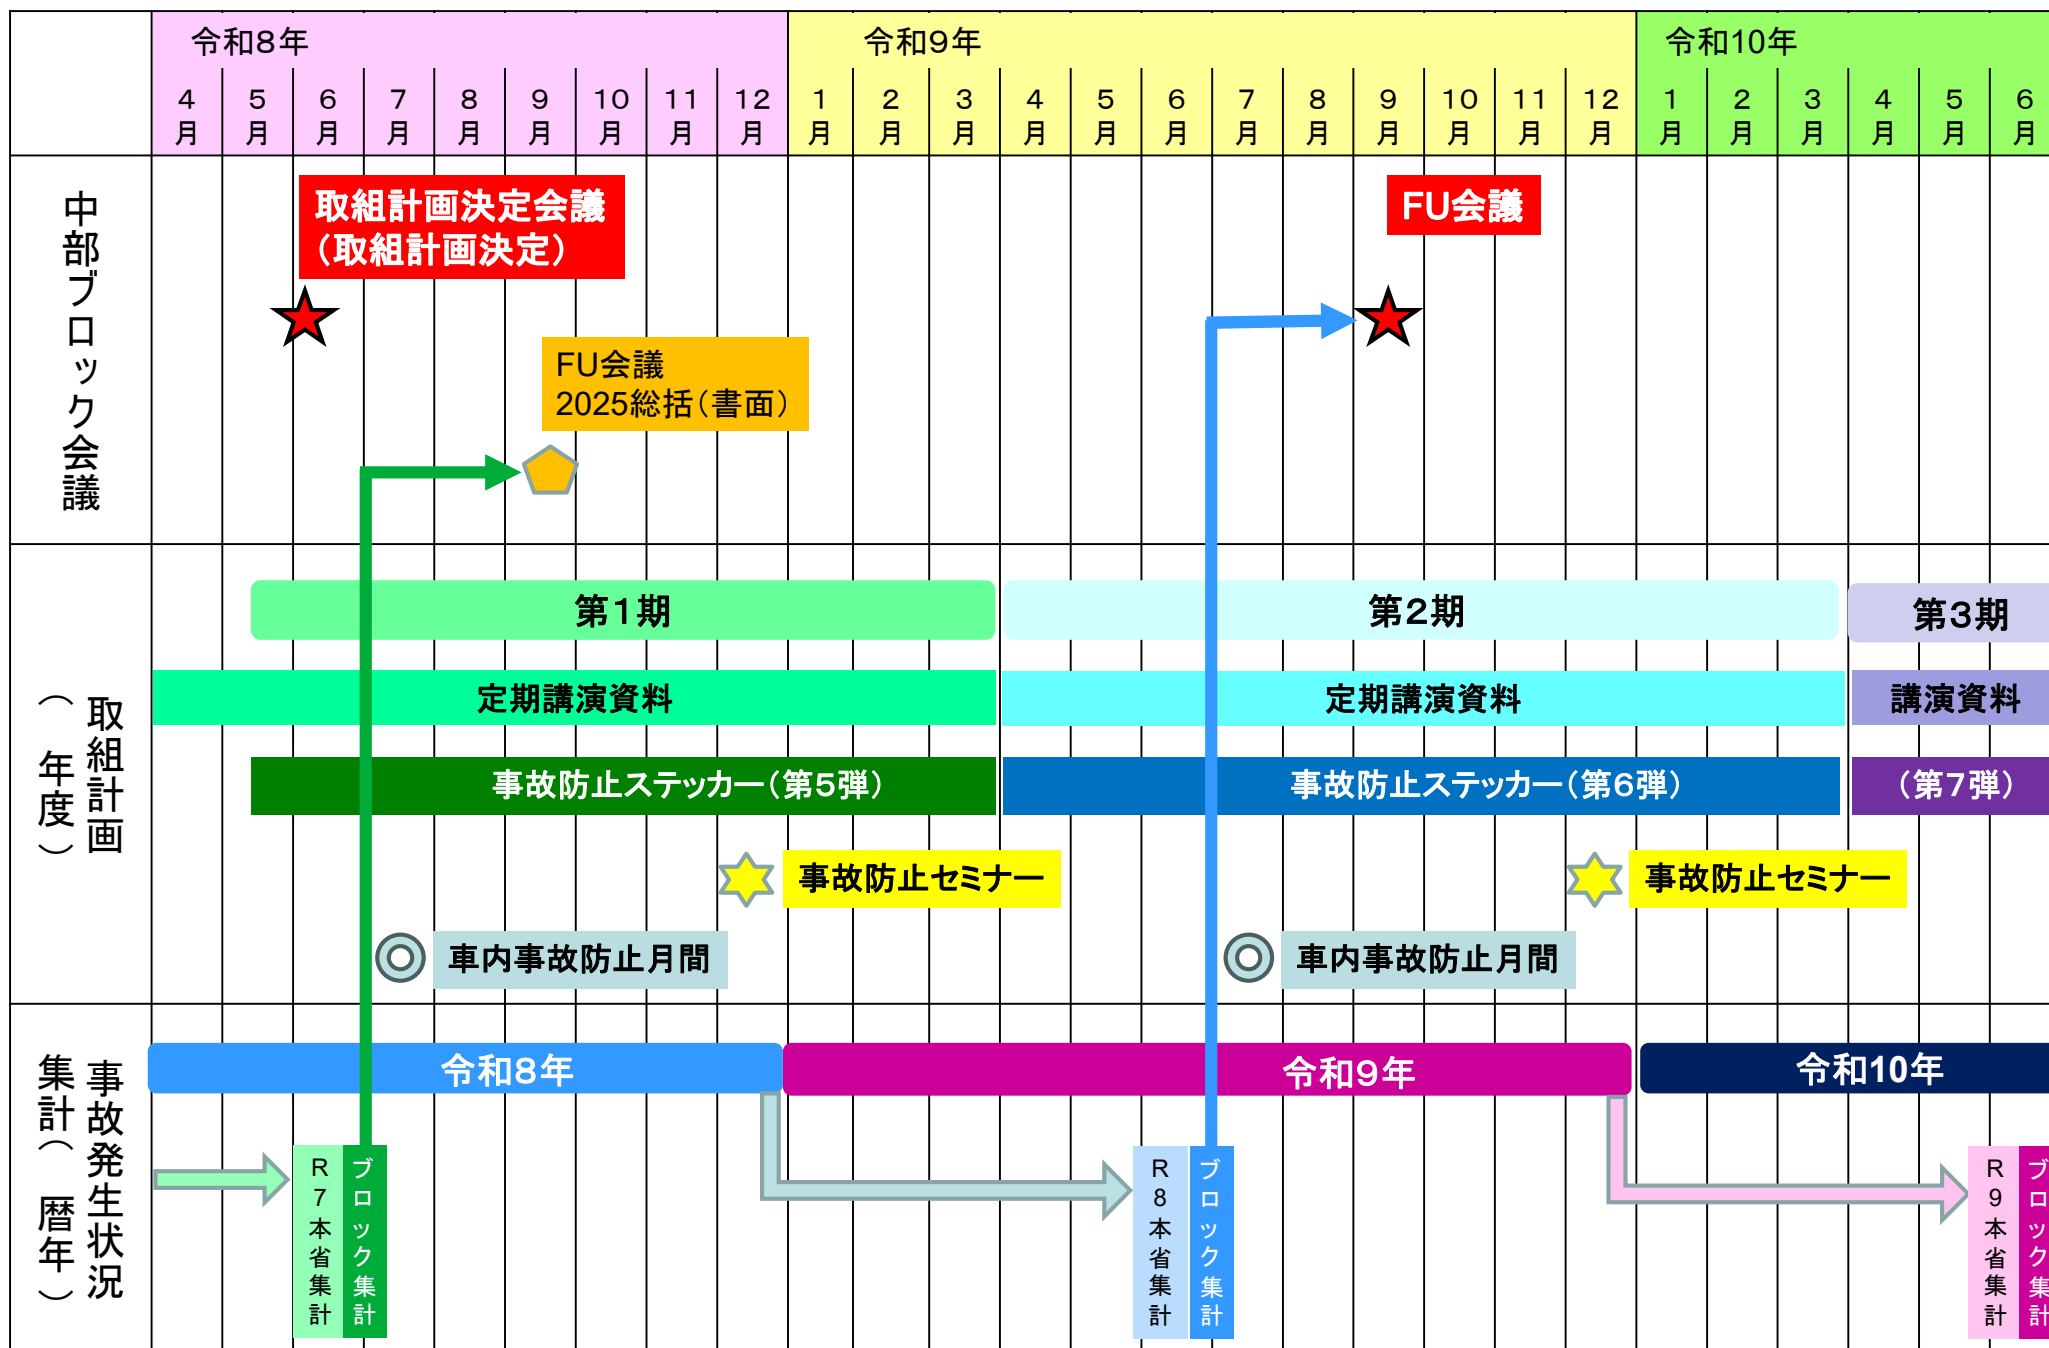 令和8年
令和9年
令和10年
4月 5月 6月 7月 8月 9月 10月 11月 12月 1月 2月 3月 4月 5月 6月 7月 8月 9月 10月 11月 12月 1月 2月 3月 4月 5月 6月
中部ブロック会議
取組計画決定会議
（取組計画決定）
FU会議
FU会議
2025総括（書面）
取組計画
（年度）
第1期
第2期
第3期
定期講演資料
定期講演資料
講演資料
事故防止ステッカー（第5弾）
事故防止ステッカー（第6弾）
（第7弾）
事故防止セミナー
事故防止セミナー
車内事故防止月間
車内事故防止月間
事故発生状況
集計（暦年）
令和8年
令和9年
令和10年
R7本省集計
ブロック集計
R8本省集計
ブロック集計
R9本省集計
ブロック集計